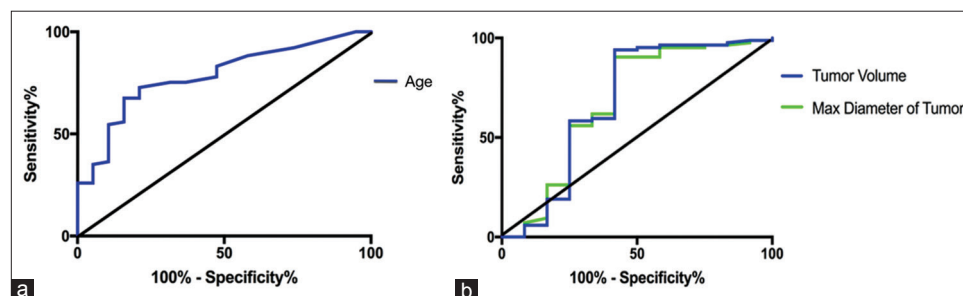 100
50
0
Sensitivity%
0
50
100
100% - Specificity%
Age
a
100
50
0
Sensitivity%
0
50
100
100% - Specificity%
Tumor Volume
Max Diameter of Tumor
b